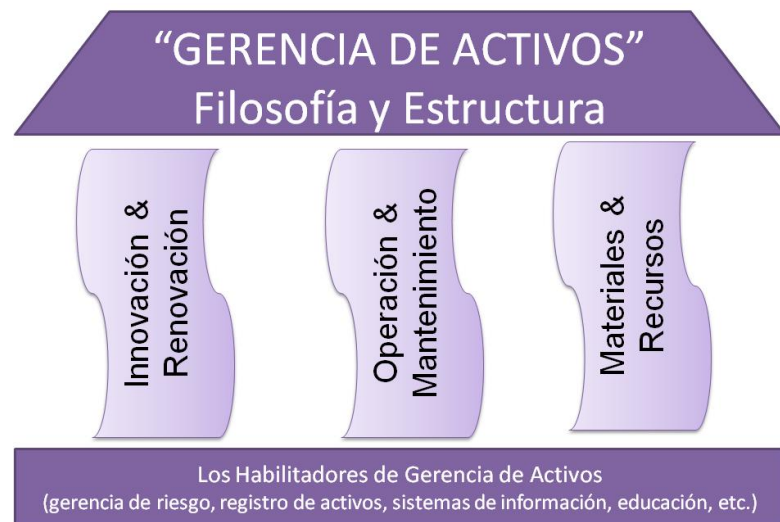 “GERENCIA DE ACTIVOS”
Filosofía y Estructura
Innovación &
Renovación
Operación &
Mantenimiento
Materiales &
Recursos
Los Habilitadores de Gerencia de Activos
(gerencia de riesgo, registro de activos, sistemas de información, educación, etc.)